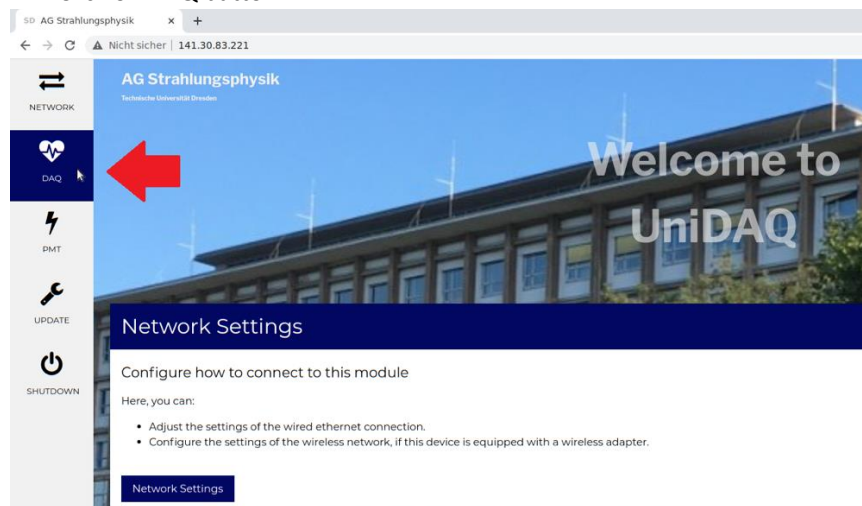 SD AG Strahlungsphysik x +
Nicht sicher | 141.30.83.221
AG Strahlungsphysik
Technische Universität Dresden
NETWORK
DAQ
PMT
UPDATE
SHUTDOWN
Welcome to
UniDAQ
Network Settings
Configure how to connect to this module
Here, you can:
• Adjust the settings of the wired ethernet connection.
• Configure the settings of the wireless network, if this device is equipped with a wireless adapter.
Network Settings